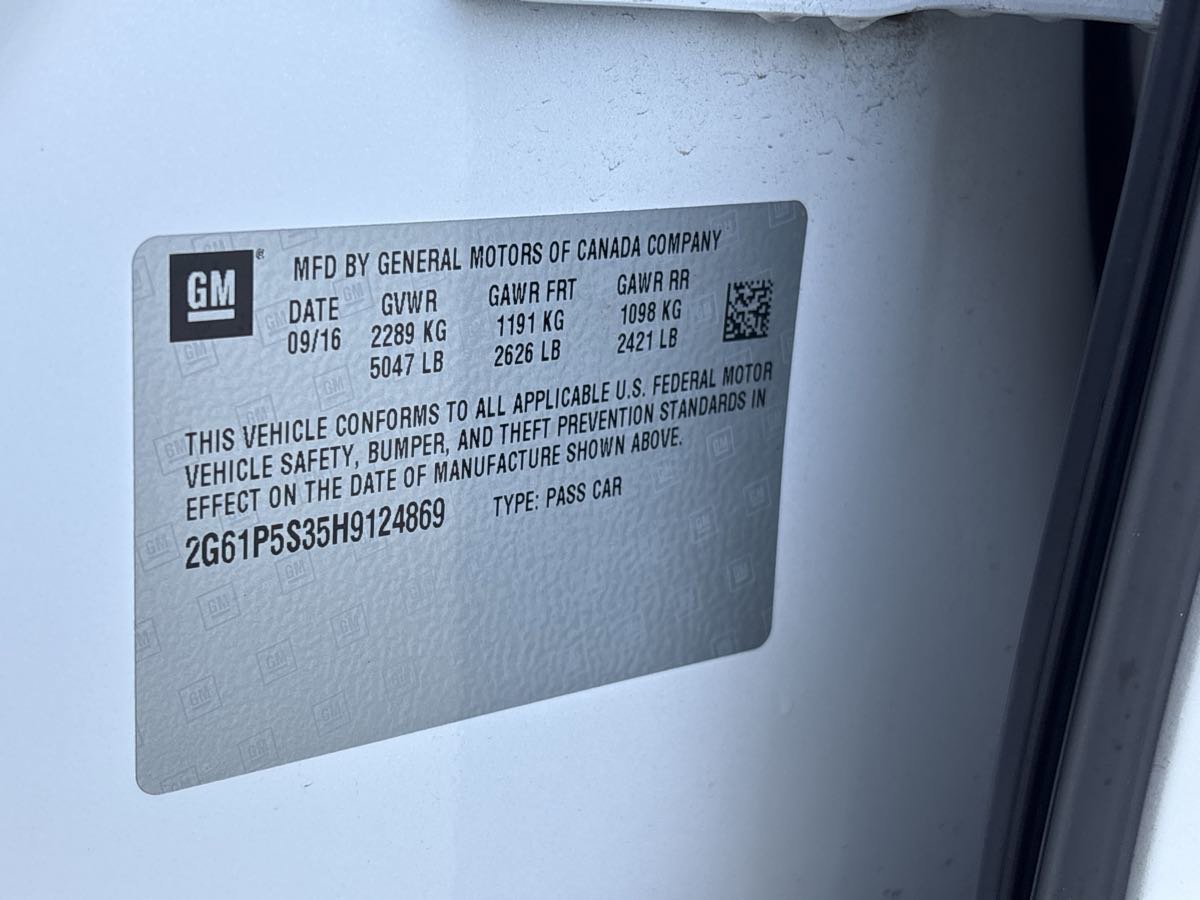 GM ®
MFD BY GENERAL MOTORS OF CANADA COMPANY
DATE GVWR GAWR FRT GAWR RR
09/16 2289 KG 1191 KG 1098 KG
5047 LB 2626 LB 2421 LB
THIS VEHICLE CONFORMS TO ALL APPLICABLE U.S. FEDERAL MOTOR
VEHICLE SAFETY, BUMPER, AND THEFT PREVENTION STANDARDS IN
EFFECT ON THE DATE OF MANUFACTURE SHOWN ABOVE.
2G61P5S35H9124869 TYPE: PASS CAR